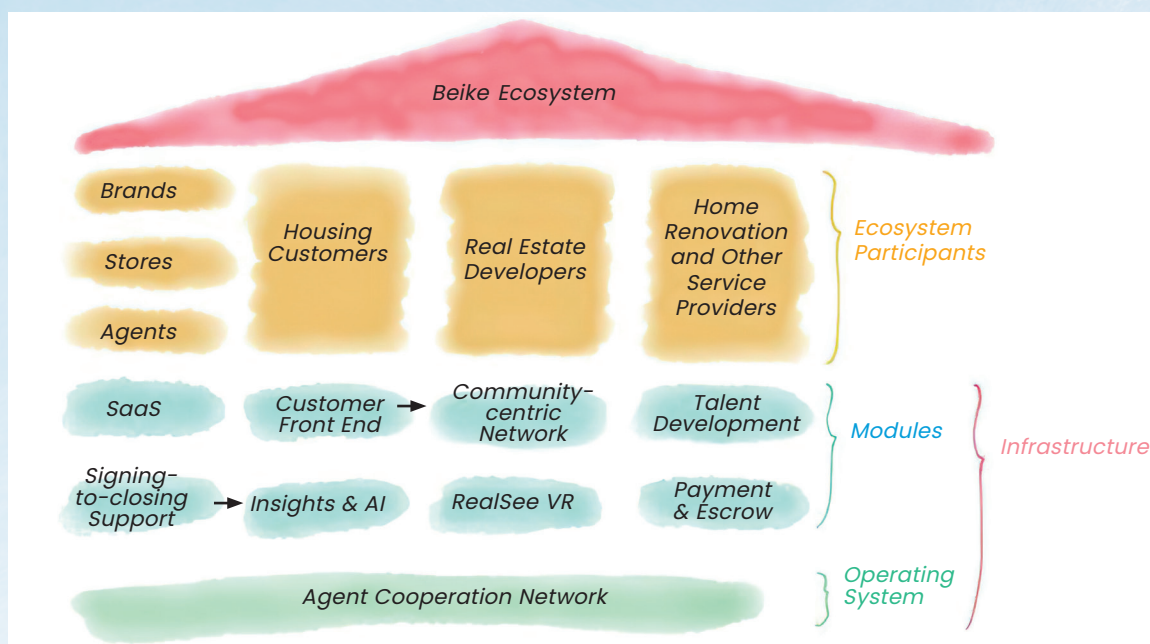 Beike Ecosystem
Brands
Stores
Agents
Housing
Customers
Real Estate
Developers
Home
Renovation
and Other
Service
Providers
Ecosystem
Participants
SaaS
Customer
Front End
Community-
centric
Network
Talent
Development
Modules
Signing-
to-closing
Support
Insights & AI
RealSee VR
Payment
& Escrow
Infrastructure
Agent Cooperation Network
Operating
System